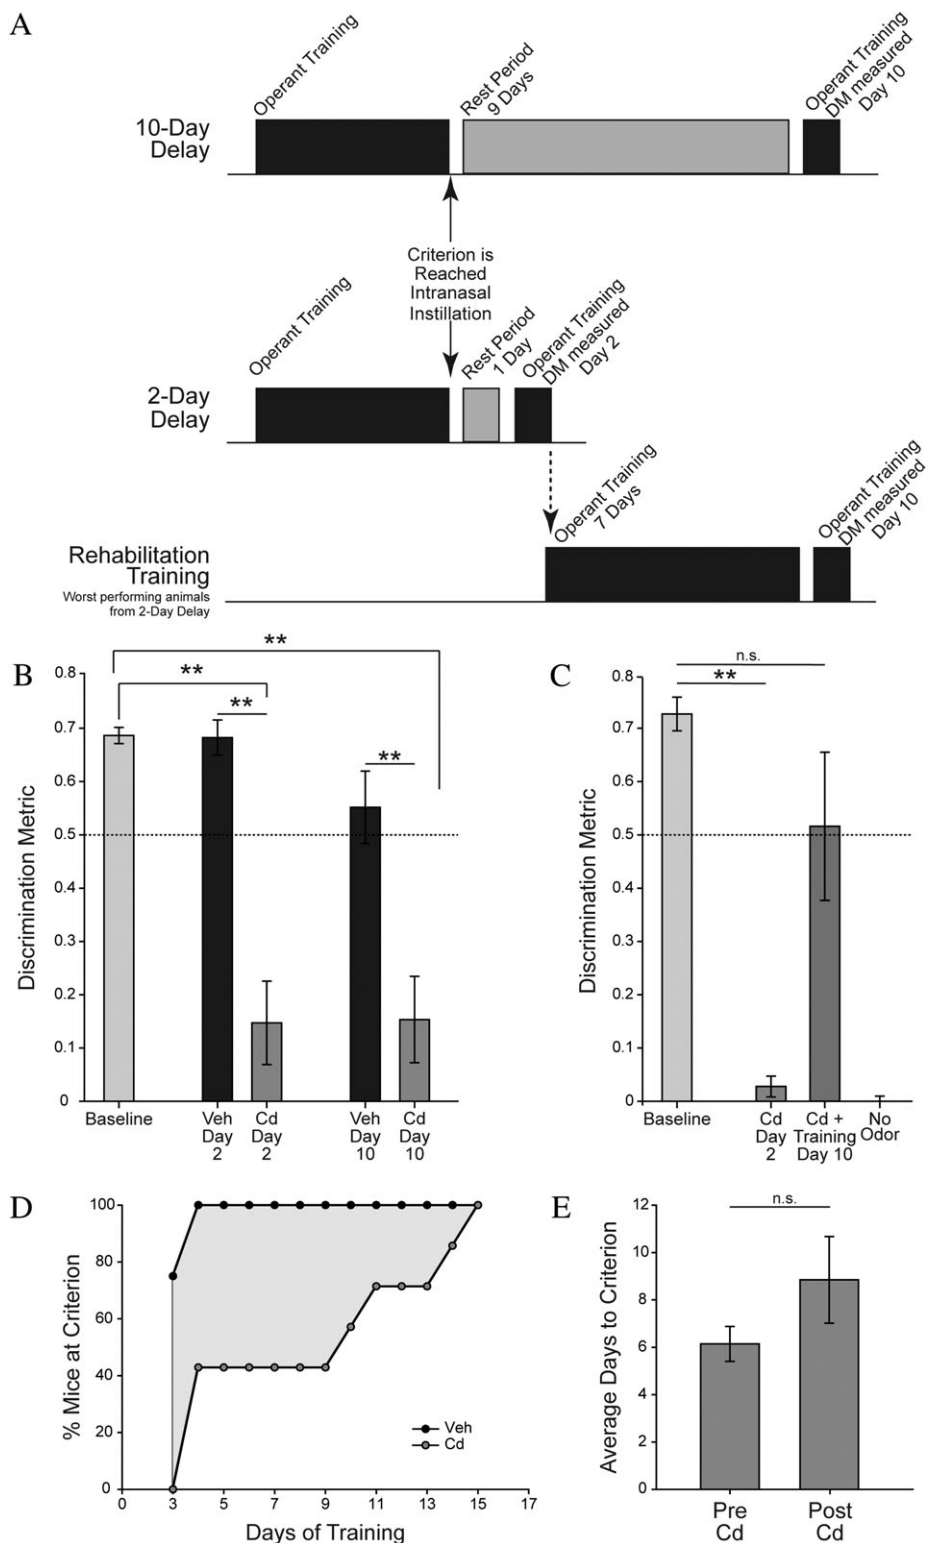 A
Operant Training
Rest Period
9 Days
Operant Training
DM measured
Day 10
10-Day
Delay
Criterion is
Reached
Intranasal
Instillation
Operant Training
Rest Period
1 Day
Operant Training
DM measured
Day 2
2-Day
Delay
Operant Training
7 Days
Operant Training
DM measured
Day 10
Rehabilitation
Training
Worst performing animals
from 2-Day Delay
B
**
**
**
**
Discrimination Metric
0.8
0.7
0.6
0.5
0.4
0.3
0.2
0.1
0
Baseline
Veh
Day
2
Cd
Day
2
Veh
Day
10
Cd
Day
10
C
n.s.
**
Discrimination Metric
0.8
0.7
0.6
0.5
0.4
0.3
0.2
0.1
0
Baseline
Cd
Day
2
Cd +
Training
Day 10
No
Odor
D
% Mice at Criterion
100
80
60
40
20
0
0
3
5
7
9
11
13
15
17
Days of Training
Veh
Cd
E
n.s.
Average Days to Criterion
12
10
8
6
4
2
0
Pre
Cd
Post
Cd